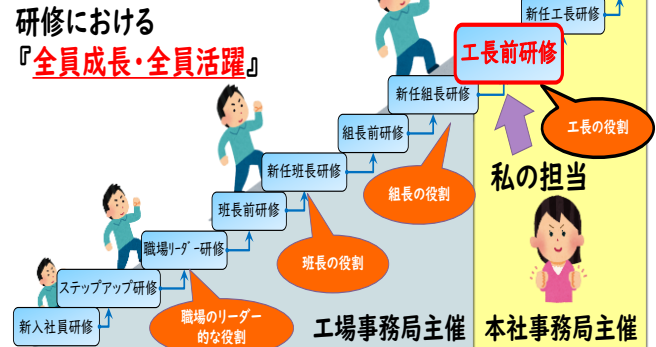 研修における
『全員成長・全員活躍』
新任工長研修
工長前研修
新任組長研修
工長の役割
組長前研修
私の担当
新任班長研修
組長の役割
班長前研修
職場ﾘｰﾀﾞｰ研修
班長の役割
ステップアップ研修
職場のリーダー
的な役割
新入社員研修
工場事務局主催
本社事務局主催